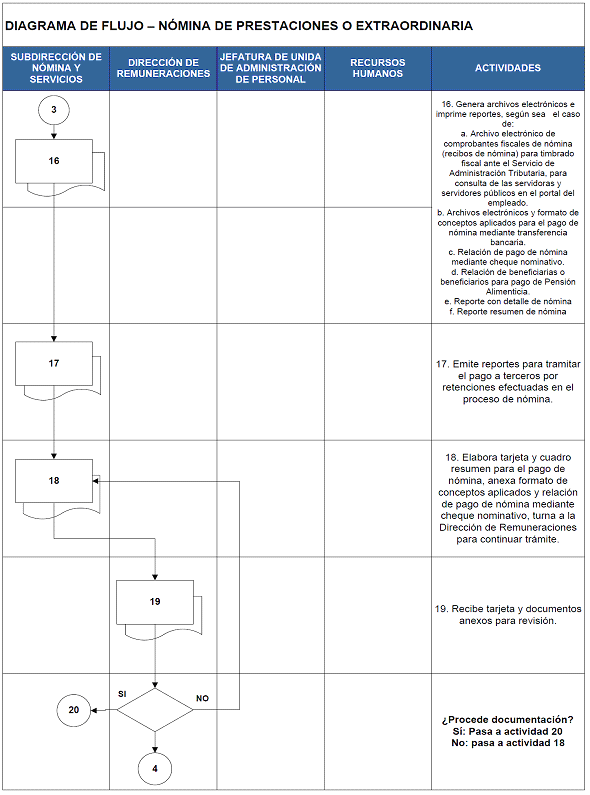 DIAGRAMA DE FLUJO – NÓMINA DE PRESTACIONES O EXTRAORDINARIA
SUBDIRECCIÓN DE
NÓMINA Y
SERVICIOS
DIRECCIÓN DE
REMUNERACIONES
JEFATURA DE UNIDA
DE ADMINISTRACIÓN
DE PERSONAL
RECURSOS
HUMANOS
ACTIVIDADES
3
16
16. Genera archivos electrónicos e
imprime reportes, según sea el caso
de:
a. Archivo electrónico de
comprobantes fiscales de nómina
(recibos de nómina) para timbrado
fiscal ante el Servicio de
Administración Tributaria, para
consulta de las servidoras y
servidores públicos en el portal del
empleado.
b. Archivos electrónicos y formato de
conceptos aplicados para el pago de
nómina mediante transferencia
bancaria.
c. Relación de pago de nómina
mediante cheque nominativo.
d. Relación de beneficiarias o
beneficiarios para pago de Pensión
Alimenticia.
e. Reporte con detalle de nómina
f. Reporte resumen de nómina
17
17. Emite reportes para tramitar
el pago a terceros por
retenciones efectuadas en el
proceso de nómina.
18
18. Elabora tarjeta y cuadro
resumen para el pago de
nómina, anexa formato de
conceptos aplicados y relación
de pago de nómina mediante
cheque nominativo, turna a la
Dirección de Remuneraciones
para continuar trámite.
19
19. Recibe tarjeta y documentos
anexos para revisión.
SI
NO
20
4
¿Procede documentación?
Sí: Pasa a actividad 20
No: pasa a actividad 18